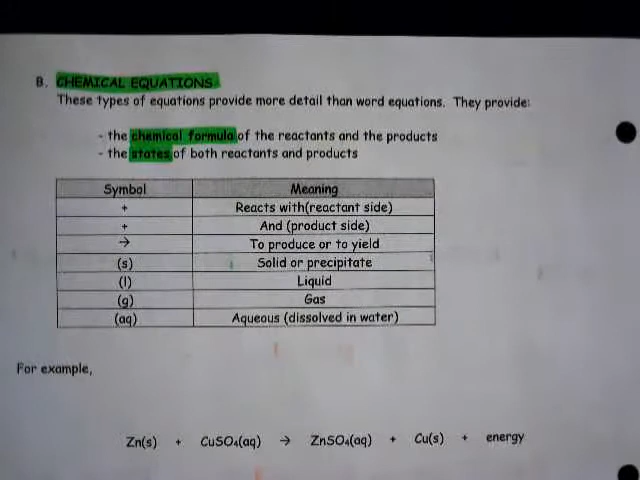 B. CHEMICAL EQUATIONS
These types of equations provide more detail than word equations. They provide:
- the chemical formula of the reactants and the products
- the states of both reactants and products
Symbol Meaning
+ Reacts with(reactant side)
+ And (product side)
→ To produce or to yield
(s) Solid or precipitate
(l) Liquid
(g) Gas
(aq) Aqueous (dissolved in water)
For example,
Zn(s) + CuSO₄(aq) → ZnSO₄(aq) + Cu(s) + energy